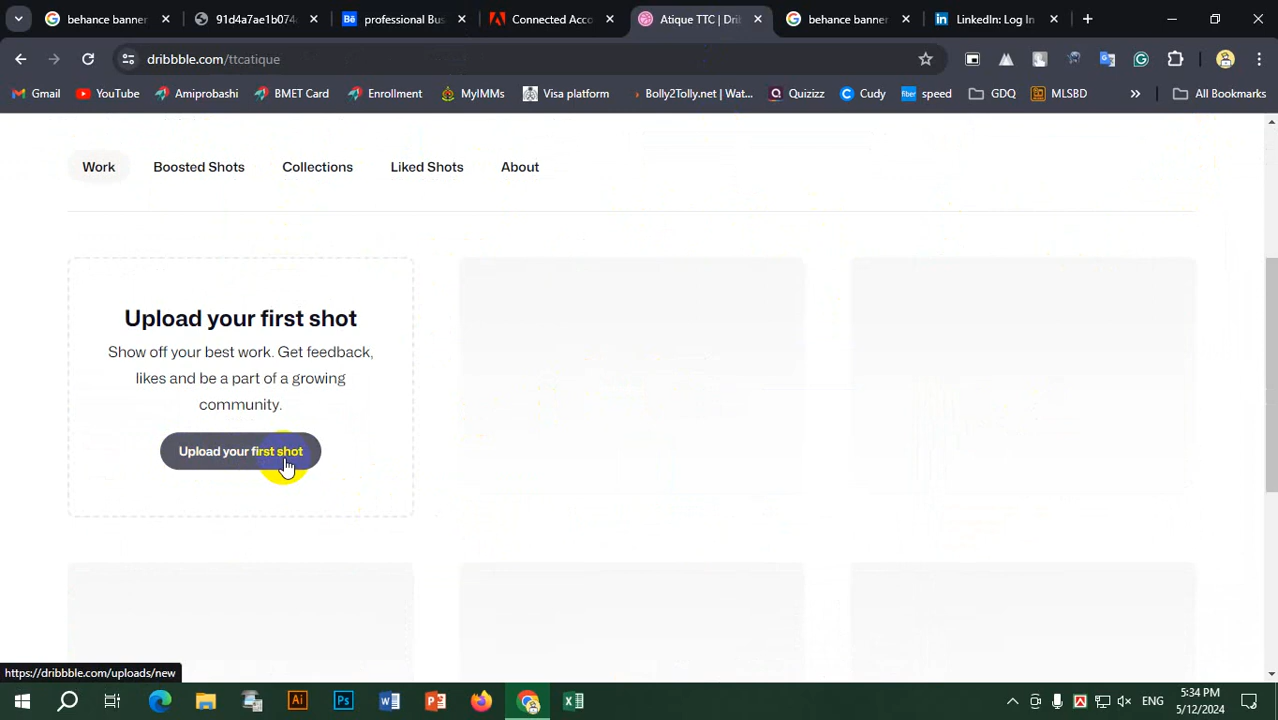 behance banner
91d4a7ae1b074
professional Bus
Connected Acco
Atique TTC | Dri
behance banner
LinkedIn: Log In
dribbble.com/ttcatique
Gmail
YouTube
Amiprobashi
BMET Card
Enrollment
MyIMMs
Visa platform
Bolly2Tolly.net | Wat...
Quizizz
Cudy
fiber speed
GDQ
MLSBD
All Bookmarks
Work
Boosted Shots
Collections
Liked Shots
About
Upload your first shot
Show off your best work. Get feedback,
likes and be a part of a growing
community.
Upload your first shot
https://dribbble.com/uploads/new
ENG
5:34 PM
5/12/2024